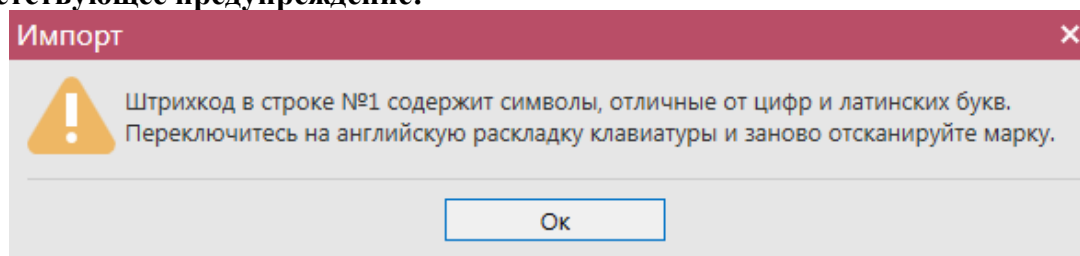 Импорт
Штрихкод в строке №1 содержит символы, отличные от цифр и латинских букв.
Переключитесь на английскую раскладку клавиатуры и заново отсканируйте марку.
Ок